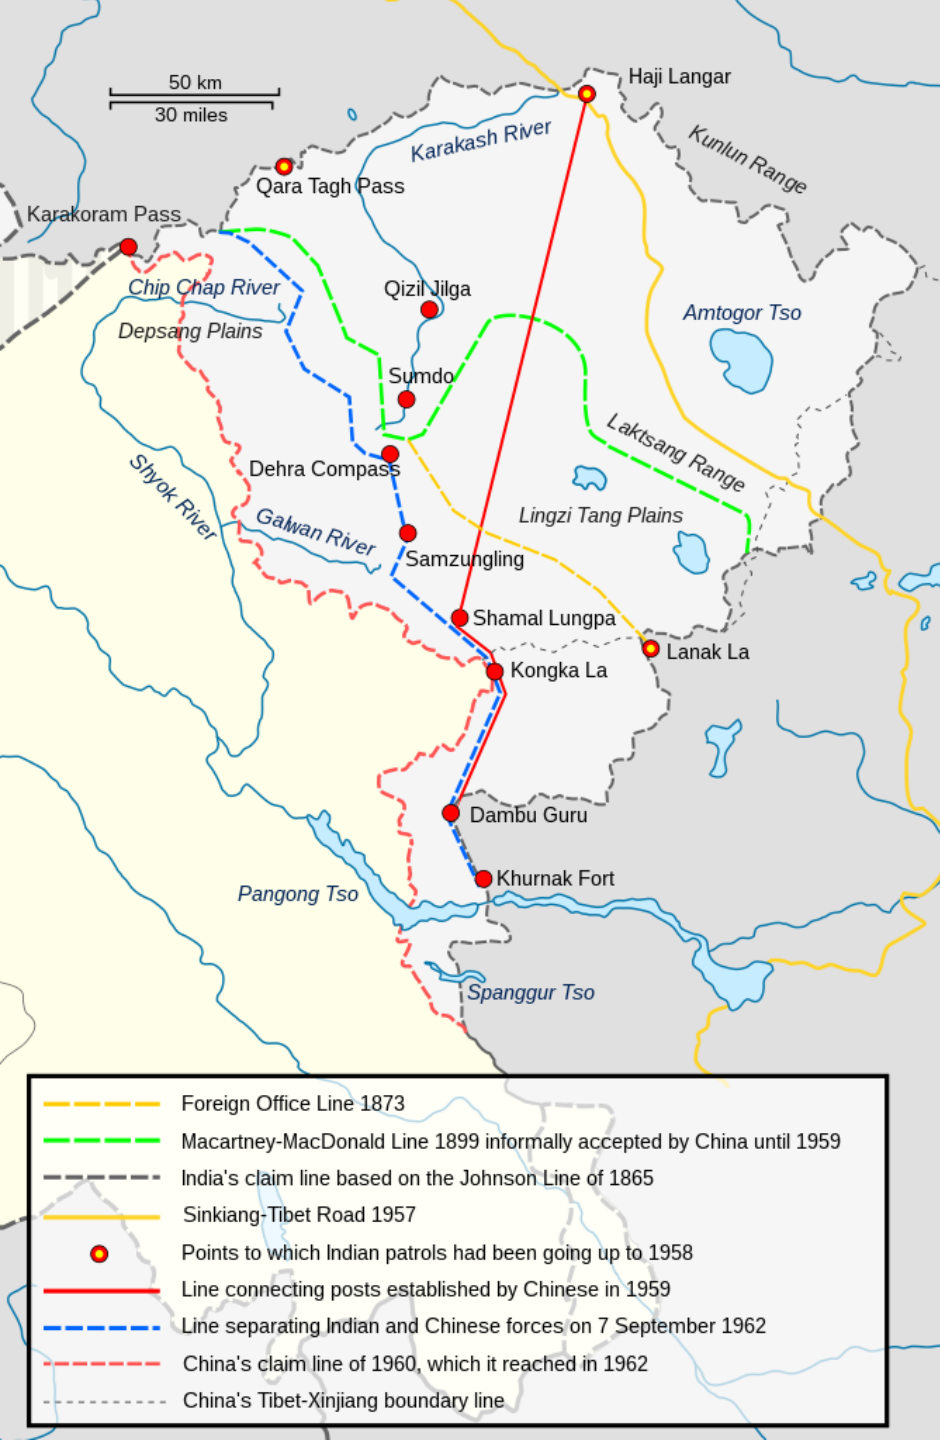 50 km
30 miles
Haji Langar
Karakash River
Kunlun Range
Qara Tagh Pass
Karakoram Pass
Chip Chap River
Qizil Jilga
Amtogor Tso
Depsang Plains
Sumdo
Laktsang Range
Dehra Compass
Shyok River
Galwan River
Lingzi Tang Plains
Samzungling
Shamal Lungpa
Lanak La
Kongka La
Dambu Guru
Khurnak Fort
Pangong Tso
Spanggur Tso
Foreign Office Line 1873
Macartney-MacDonald Line 1899 informally accepted by China until 1959
India's claim line based on the Johnson Line of 1865
Sinkiang-Tibet Road 1957
Points to which Indian patrols had been going up to 1958
Line connecting posts established by Chinese in 1959
Line separating Indian and Chinese forces on 7 September 1962
China's claim line of 1960, which it reached in 1962
China's Tibet-Xinjiang boundary line